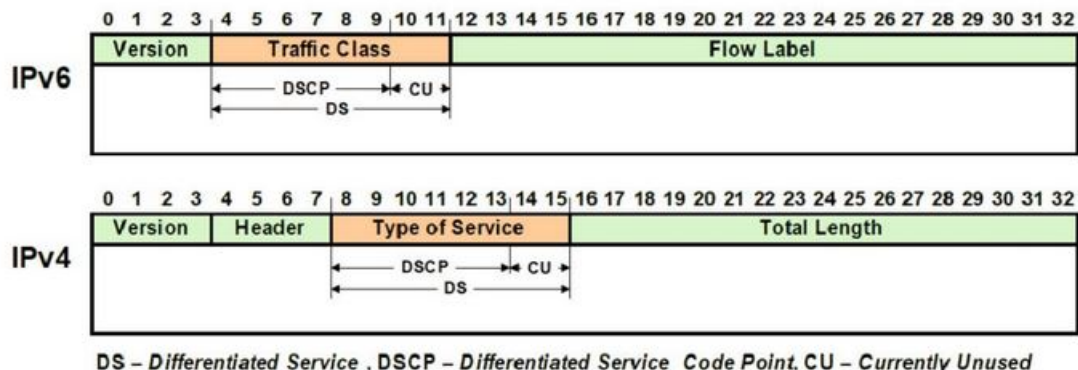 0 1 2 3 4 5 6 7 8 9 10 11 12 13 14 15 16 17 18 19 20 21 22 23 24 25 26 27 28 29 30 31 32
Version Traffic Class Flow Label
IPv6
DSCP CU
DS
0 1 2 3 4 5 6 7 8 9 10 11 12 13 14 15 16 17 18 19 20 21 22 23 24 25 26 27 28 29 30 31 32
Version Header Type of Service Total Length
IPv4
DSCP CU
DS
DS – Differentiated Service , DSCP – Differentiated Service Code Point, CU – Currently Unused